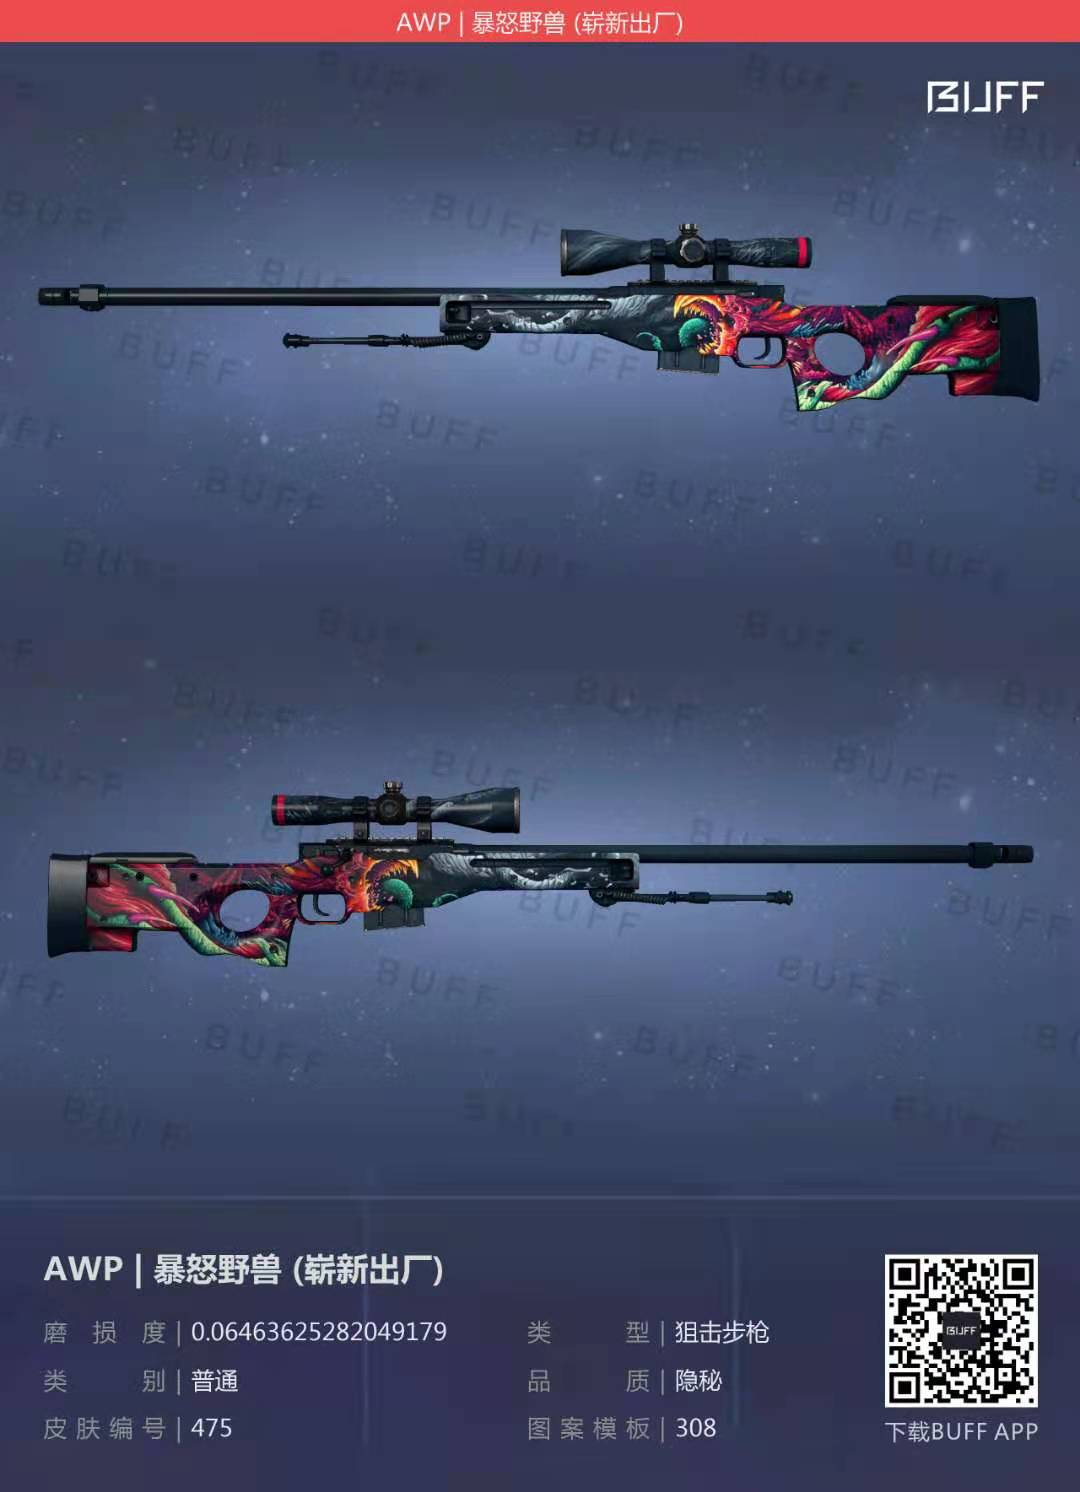 AWP | 暴怒野兽 (崭新出厂)
BUFF
AWP | 暴怒野兽 (崭新出厂)
磨损度 | 0.06463625282049179
类型 | 狙击步枪
类别 | 普通
品质 | 隐秘
皮肤编号 | 475
图案模板 | 308
BUFF
下载BUFF APP